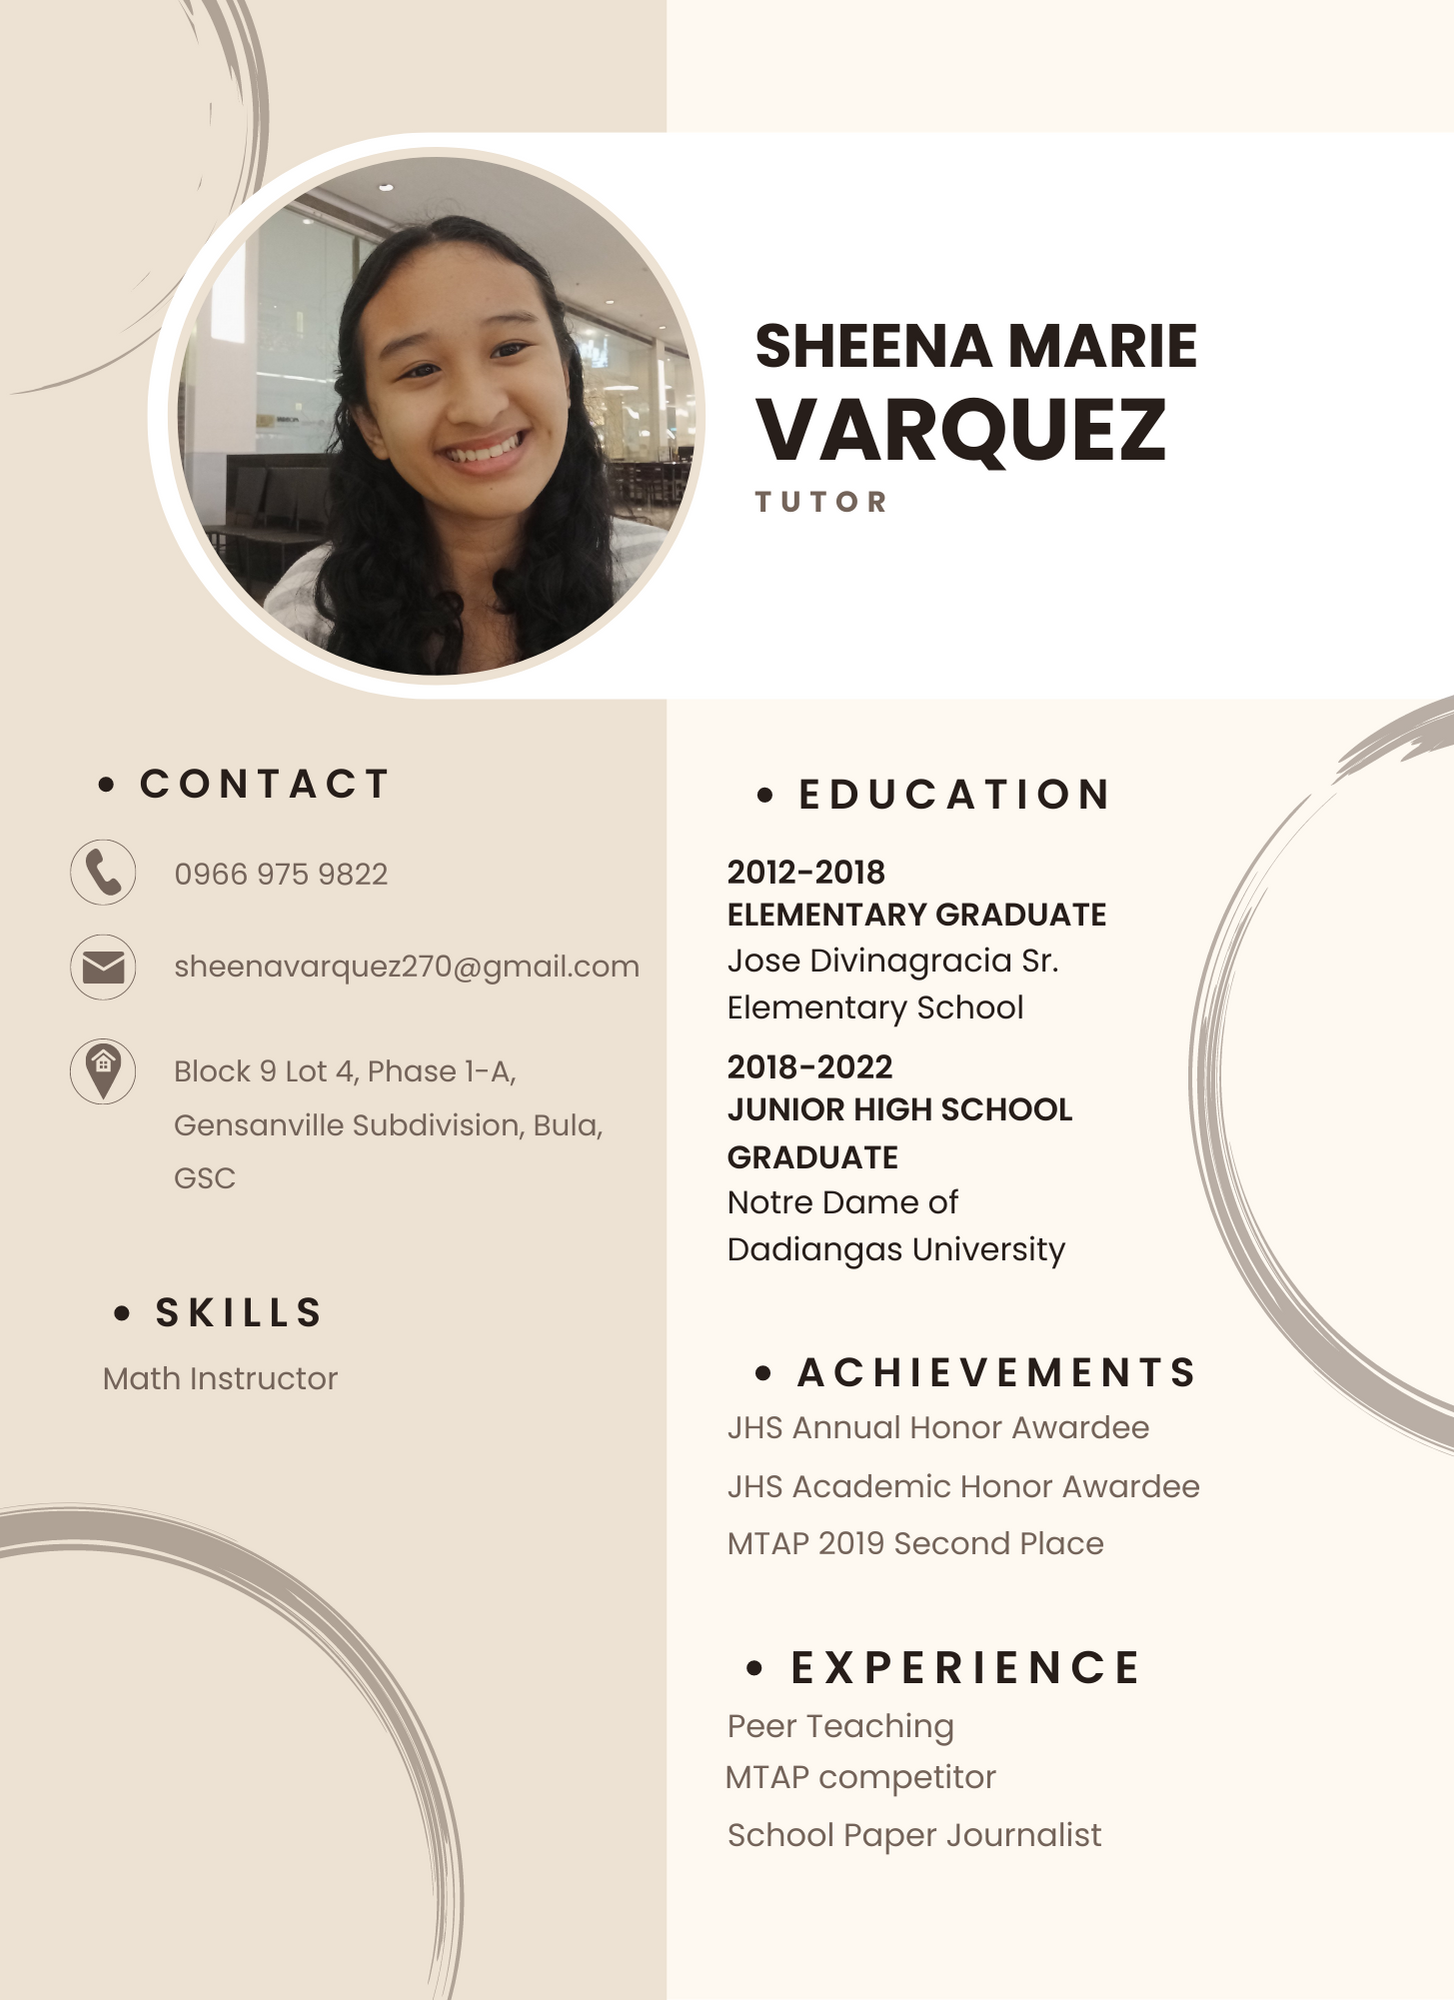 SHEENA MARIE
VARQUEZ
TUTOR
• CONTACT
0966 975 9822
sheenavarquez270@gmail.com
Block 9 Lot 4, Phase 1-A,
Gensanville Subdivision, Bula,
GSC
• SKILLS
Math Instructor
• EDUCATION
2012-2018
ELEMENTARY GRADUATE
Jose Divinagracia Sr.
Elementary School
2018-2022
JUNIOR HIGH SCHOOL
GRADUATE
Notre Dame of
Dadiangas University
• ACHIEVEMENTS
JHS Annual Honor Awardee
JHS Academic Honor Awardee
MTAP 2019 Second Place
• EXPERIENCE
Peer Teaching
MTAP competitor
School Paper Journalist